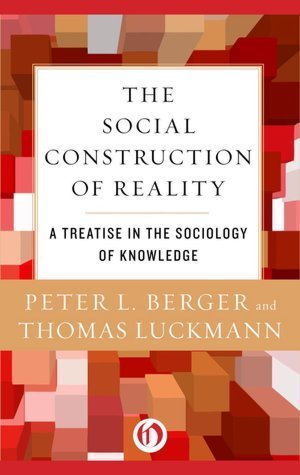 THE
SOCIAL
CONSTRUCTION
OF REALITY
A TREATISE IN THE SOCIOLOGY
OF KNOWLEDGE
PETER L. BERGER and
THOMAS LUCKMANN